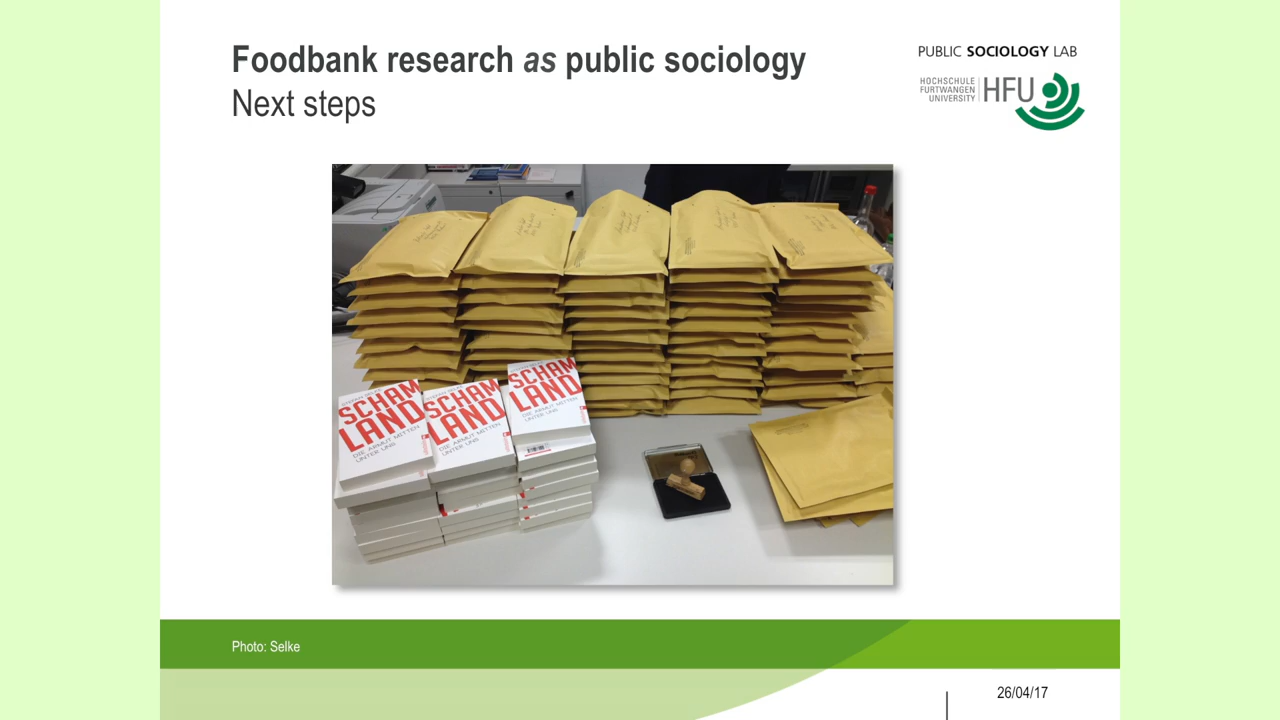 Foodbank research as public sociology
Next steps
PUBLIC SOCIOLOGY LAB
HOCHSCHULE
FURTWANGEN
UNIVERSITY
HFU
SCHAM
LAND
DIE ARMUT MITTEN
UNTER UNS
SCHAM
LAND
DIE ARMUT MITTEN
UNTER UNS
SCHAM
LAND
DIE ARMUT MITTEN
UNTER UNS
Photo: Selke
26/04/17